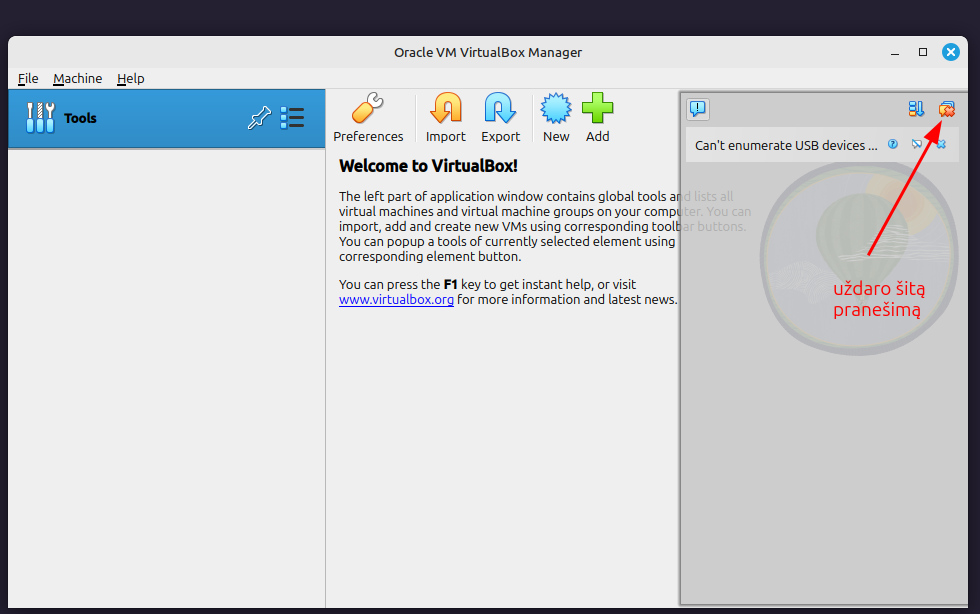 Oracle VM VirtualBox Manager
File Machine Help
Tools
Preferences Import Export New Add
Can't enumerate USB devices ...
Welcome to VirtualBox!
The left part of application window contains global tools and lists all
virtual machines and virtual machine groups on your computer. You can
import, add and create new VMs using corresponding toolbar buttons.
You can popup a tools of currently selected element using
corresponding element button.
You can press the F1 key to get instant help, or visit
www.virtualbox.org for more information and latest news.
uždaro šitą
pranešimą